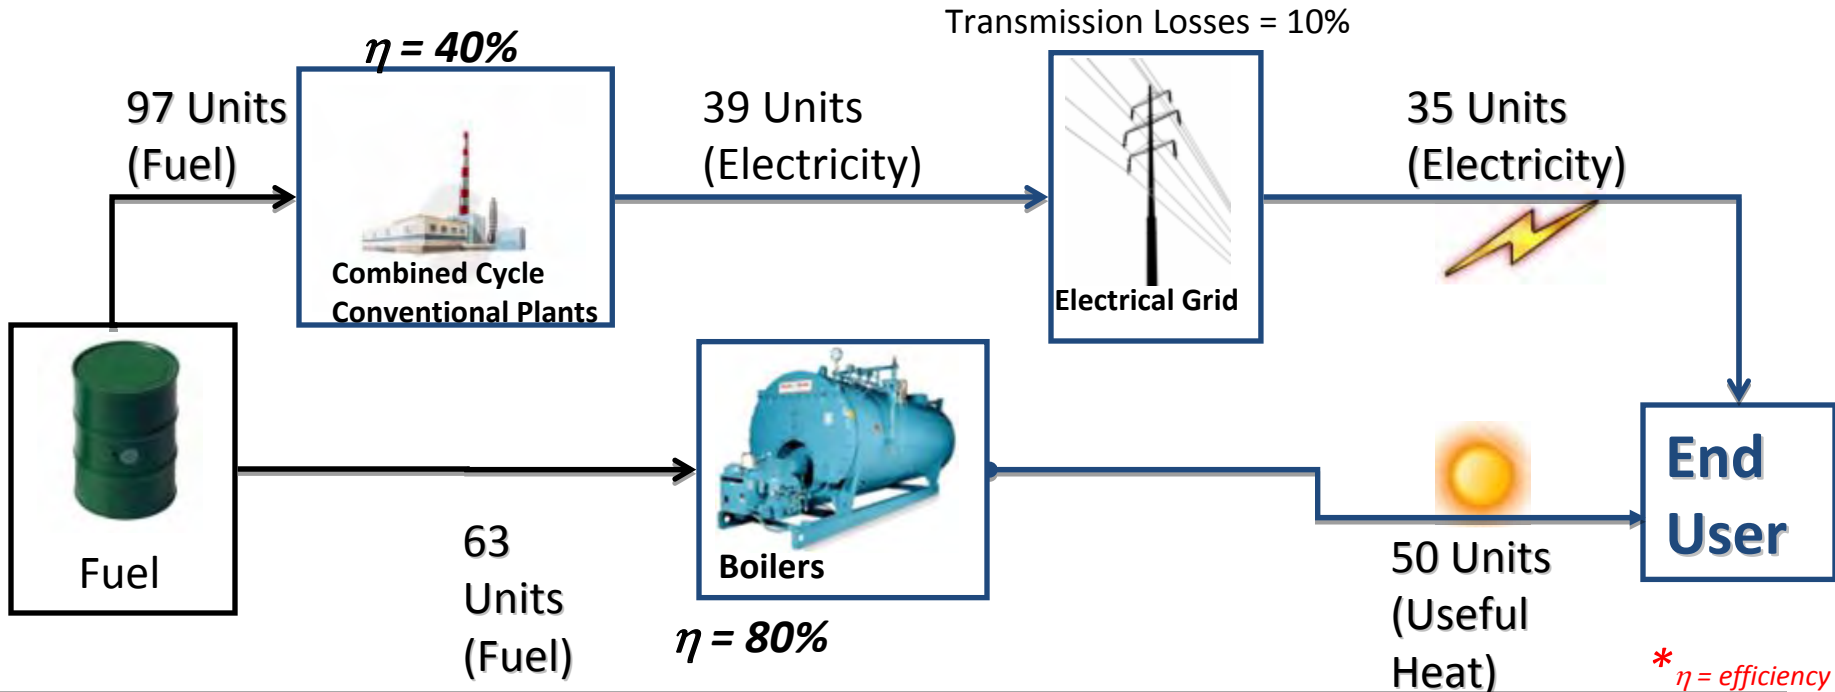 Transmission Losses = 10%
η = 40%
97 Units
(Fuel)
39 Units
(Electricity)
35 Units
(Electricity)
Combined Cycle
Conventional Plants
Electrical Grid
Fuel
63
Units
(Fuel)
Boilers
η = 80%
50 Units
(Useful
Heat)
End
User
* η = efficiency